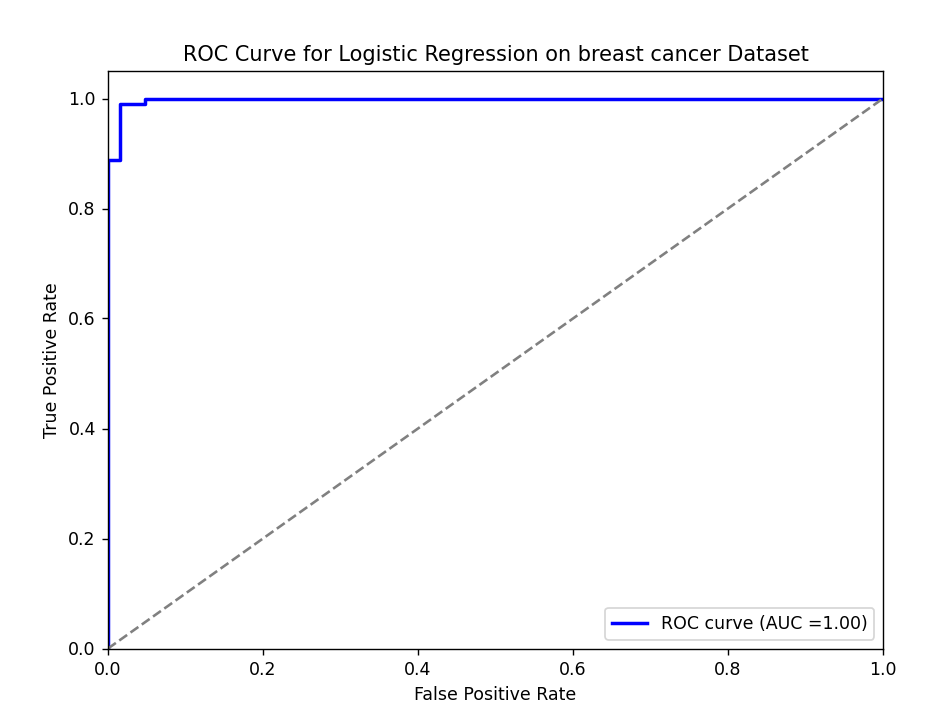 ROC Curve for Logistic Regression on breast cancer Dataset
1.0
0.8
0.6
0.4
0.2
0.0
True Positive Rate
ROC curve (AUC =1.00)
0.0 0.2 0.4 0.6 0.8 1.0
False Positive Rate